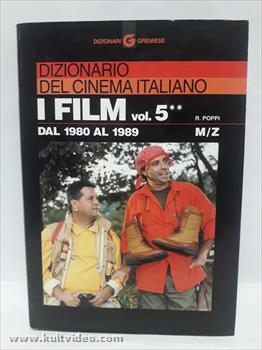 DIZIONARI G GREMESE
DIZIONARIO
DEL CINEMA ITALIANO
I FILM vol. 5**
R. POPPI
DAL 1980 AL 1989
M/Z
www.kultvideo.com